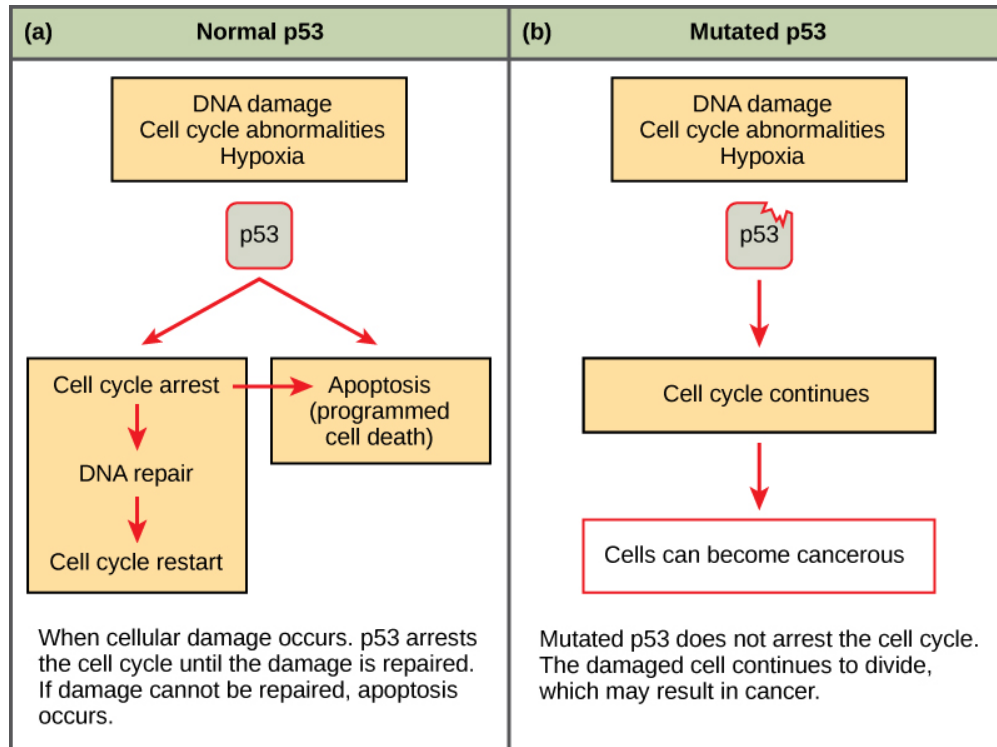 (a) Normal p53
DNA damage
Cell cycle abnormalities
Hypoxia
p53
Cell cycle arrest
DNA repair
Cell cycle restart
Apoptosis
(programmed
cell death)
When cellular damage occurs. p53 arrests
the cell cycle until the damage is repaired.
If damage cannot be repaired, apoptosis
occurs.
(b) Mutated p53
DNA damage
Cell cycle abnormalities
Hypoxia
p53
Cell cycle continues
Cells can become cancerous
Mutated p53 does not arrest the cell cycle.
The damaged cell continues to divide,
which may result in cancer.